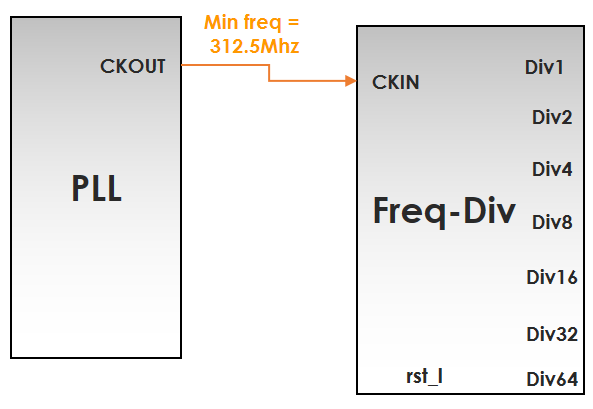 Min freq =
312.5Mhz
CKOUT
PLL
CKIN
Freq-Div
Div1
Div2
Div4
Div8
Div16
Div32
Div64
rst_l